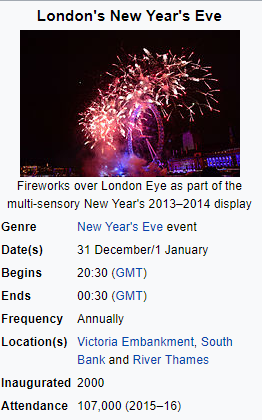 London's New Year's Eve
Fireworks over London Eye as part of the
multi-sensory New Year's 2013–2014 display
Genre New Year's Eve event
Date(s) 31 December/1 January
Begins 20:30 (GMT)
Ends 00:30 (GMT)
Frequency Annually
Location(s) Victoria Embankment, South
Bank and River Thames
Inaugurated 2000
Attendance 107,000 (2015–16)